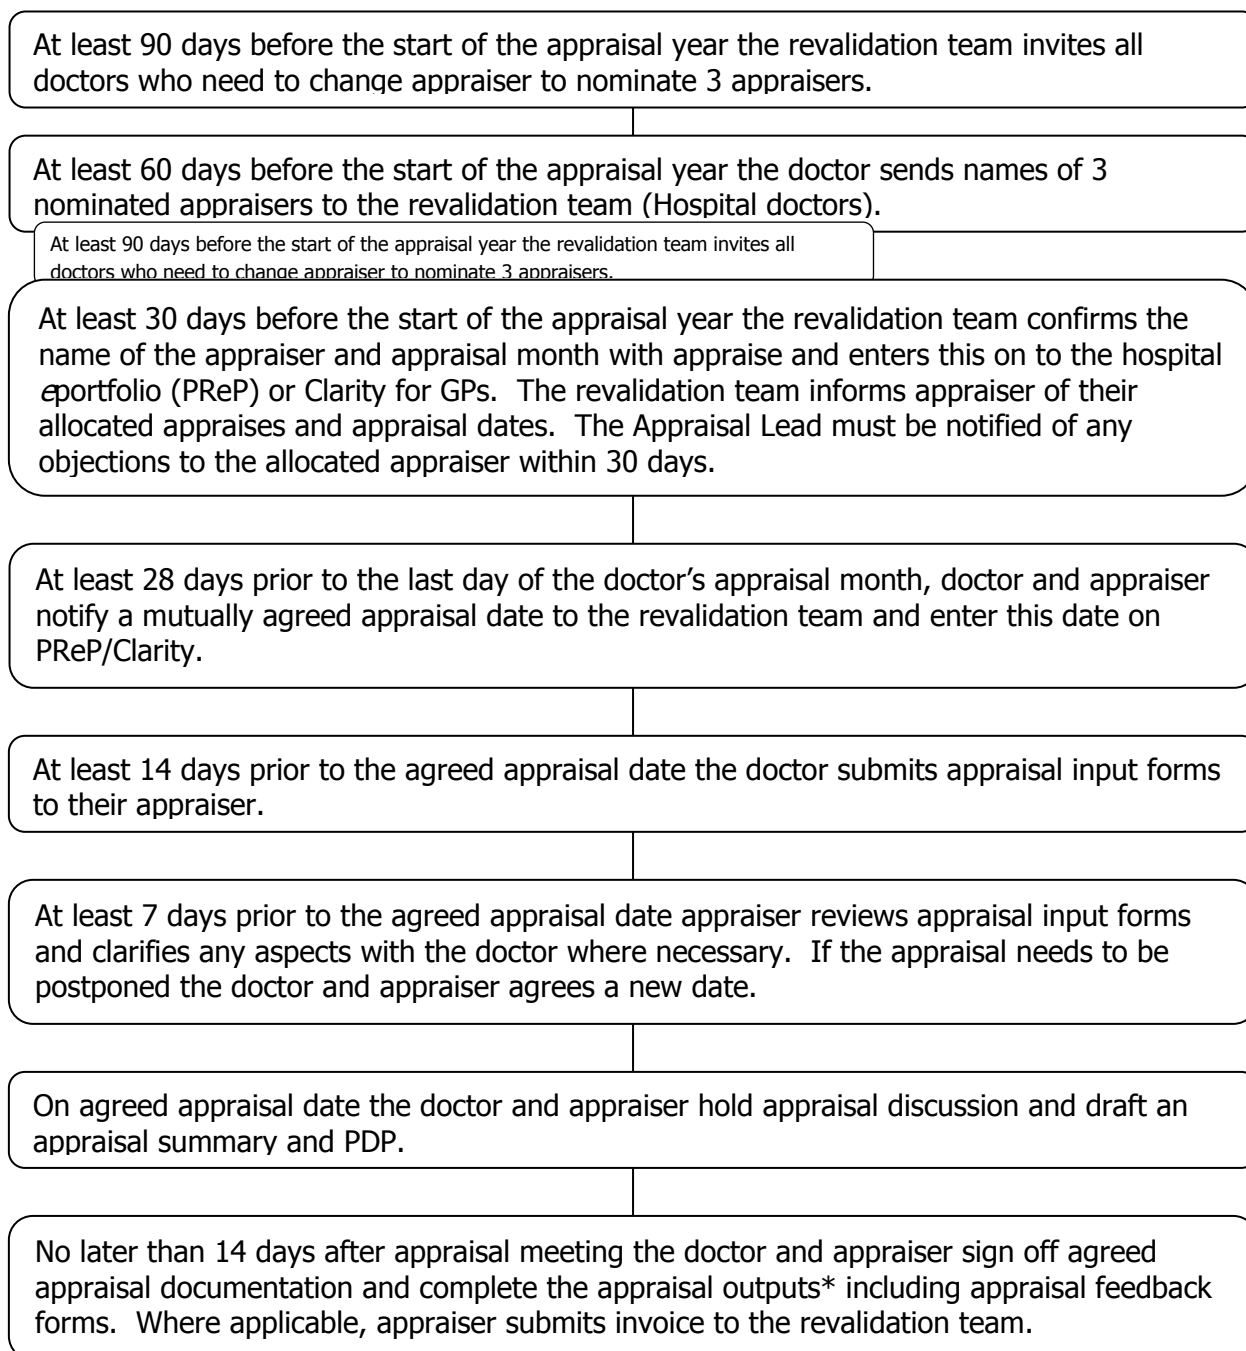 At least 90 days before the start of the appraisal year the revalidation team invites all
doctors who need to change appraiser to nominate 3 appraisers.
At least 60 days before the start of the appraisal year the doctor sends names of 3
nominated appraisers to the revalidation team (Hospital doctors).
At least 90 days before the start of the appraisal year the revalidation team invites all
doctors who need to change appraiser to nominate 3 appraisers.
At least 30 days before the start of the appraisal year the revalidation team confirms the
name of the appraiser and appraisal month with appraise and enters this on to the hospital
eportfolio (PReP) or Clarity for GPs.  The revalidation team informs appraiser of their
allocated appraises and appraisal dates.  The Appraisal Lead must be notified of any
objections to the allocated appraiser within 30 days.
At least 28 days prior to the last day of the doctor’s appraisal month, doctor and appraiser
notify a mutually agreed appraisal date to the revalidation team and enter this date on
PReP/Clarity.
At least 14 days prior to the agreed appraisal date the doctor submits appraisal input forms
to their appraiser.
At least 7 days prior to the agreed appraisal date appraiser reviews appraisal input forms
and clarifies any aspects with the doctor where necessary.  If the appraisal needs to be
postponed the doctor and appraiser agrees a new date.
On agreed appraisal date the doctor and appraiser hold appraisal discussion and draft an
appraisal summary and PDP.
No later than 14 days after appraisal meeting the doctor and appraiser sign off agreed
appraisal documentation and complete the appraisal outputs* including appraisal feedback
forms.  Where applicable, appraiser submits invoice to the revalidation team.